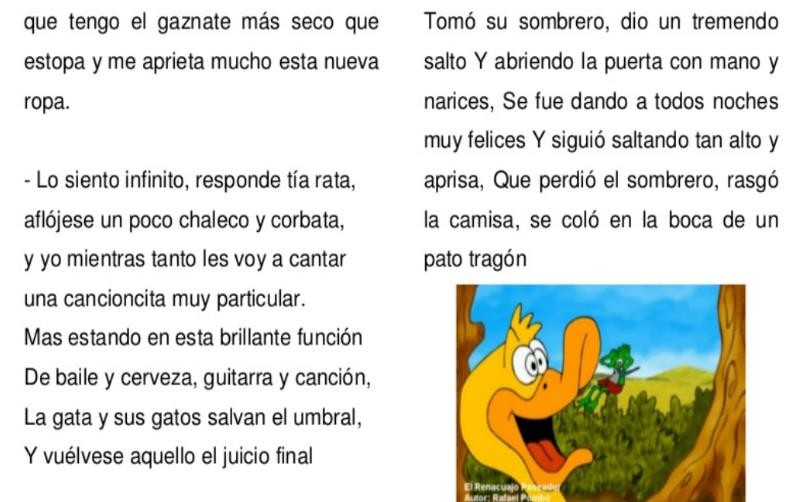 que tengo el gaznate más seco que
estopa y me aprieta mucho esta nueva
ropa.
- Lo siento infinito, responde tía rata,
aflójese un poco chaleco y corbata,
y yo mientras tanto les voy a cantar
una cancioncita muy particular.
Mas estando en esta brillante función
De baile y cerveza, guitarra y canción,
La gata y sus gatos salvan el umbral,
Y vuélvese aquello el juicio final
Tomó su sombrero, dio un tremendo
salto Y abriendo la puerta con mano y
narices, Se fue dando a todos noches
muy felices Y siguió saltando tan alto y
aprisa, Que perdió el sombrero, rasgó
la camisa, se coló en la boca de un
pato tragón
El Renacuajo Paseador
Autor: Rafael Pombo